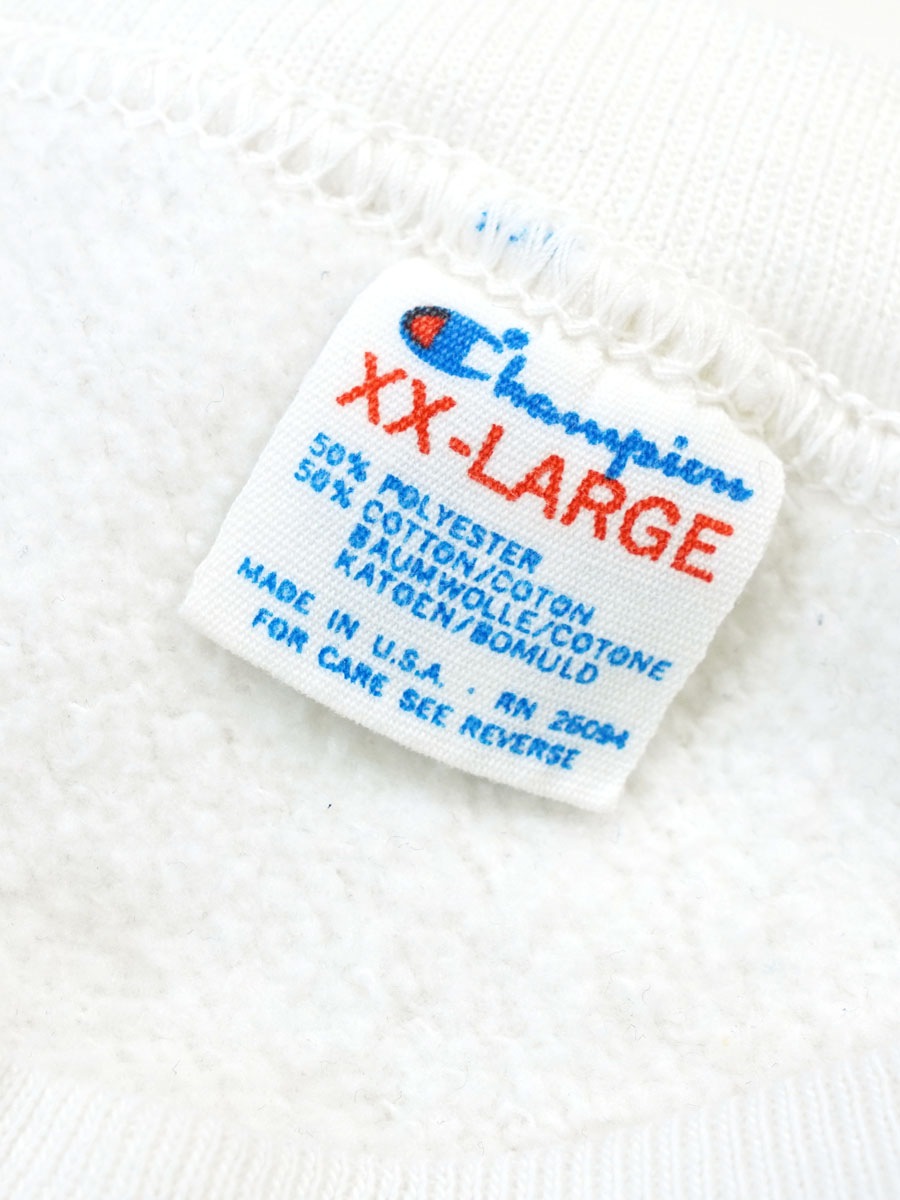 Champion
XX-LARGE
50% POLYESTER
50% COTTON/COTON
BAUMWOLLE/COTONE
KATOEN/BOMULD
MADE IN U.S.A. . RN 26094
FOR CARE SEE REVERSE